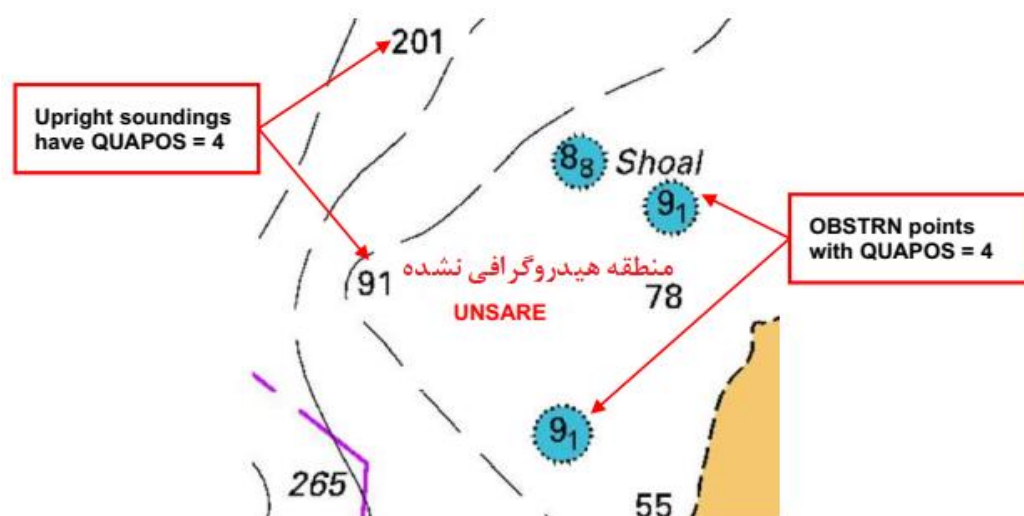 201
Upright soundings
have QUAPOS = 4
8₈ Shoal
9₁
OBSTRN points
with QUAPOS = 4
منطقه هیدروگرافی نشده
91
78
UNSARE
9₁
265
55